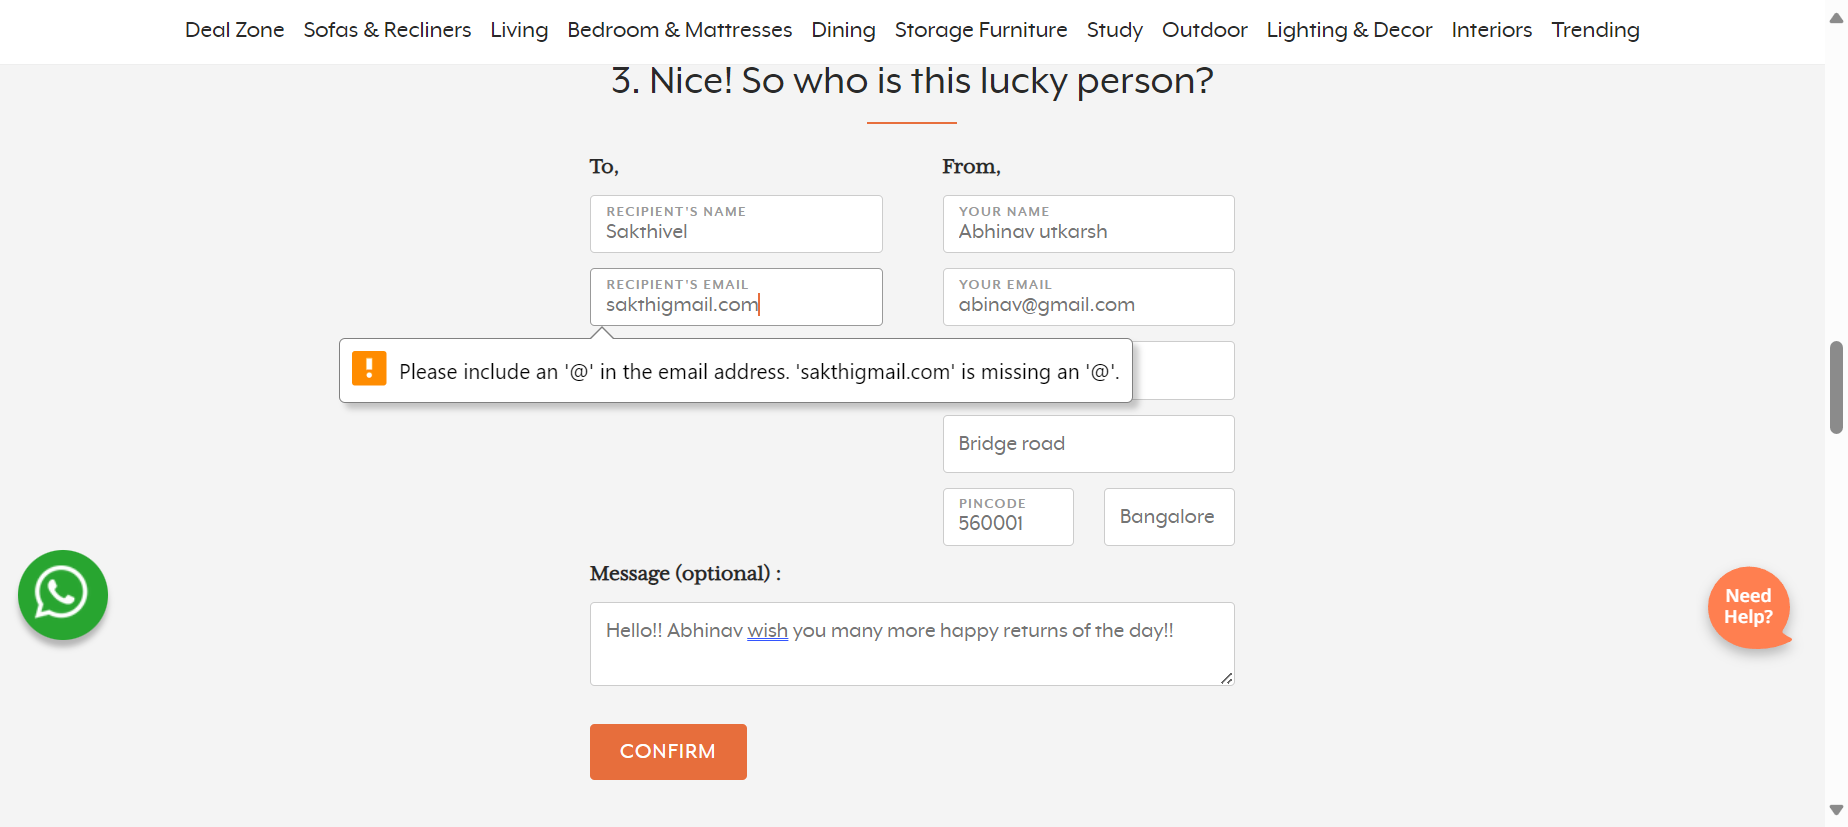 Deal Zone Sofas & Recliners Living Bedroom & Mattresses Dining Storage Furniture Study Outdoor Lighting & Decor Interiors Trending
3. Nice! So who is this lucky person?
To,
RECIPIENT'S NAME
Sakthivel
RECIPIENT'S EMAIL
sakthigmail.com
Please include an '@' in the email address. 'sakthigmail.com' is missing an '@'.
From,
YOUR NAME
Abhinav utkarsh
YOUR EMAIL
abinav@gmail.com
Bridge road
PINCODE
560001
Bangalore
Message (optional) :
Hello!! Abhinav wish you many more happy returns of the day!!
CONFIRM
Need
Help?